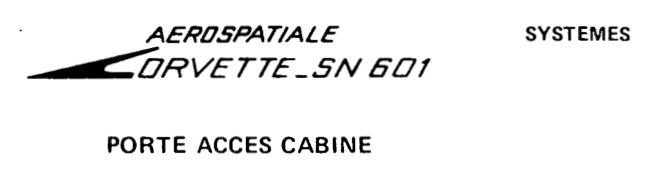 AEROSPATIALE SYSTEMES
CORVETTE_SN 601
PORTE ACCES CABINE